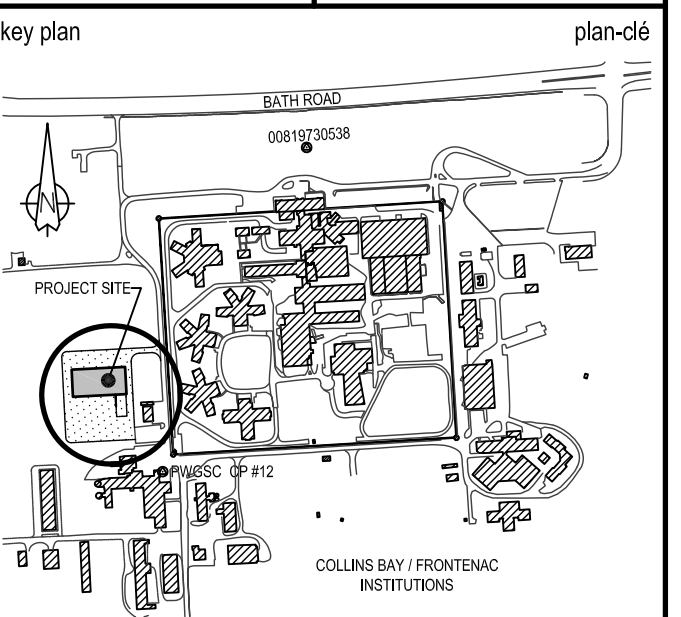 key plan
plan-clé
BATH ROAD
00819730538
N
PROJECT SITE
PWGSC CP #12
COLLINS BAY / FRONTENAC
INSTITUTIONS